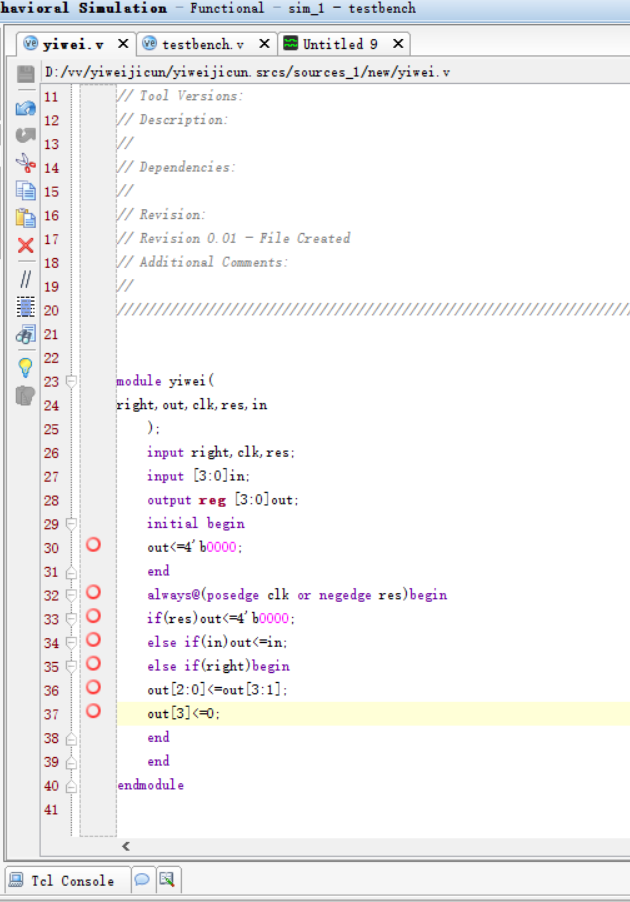 havioral Simulation - Functional - sim_1 - testbench
yiwei.v × testbench.v × Untitled 9 ×
D:/vv/yiweijicun/yiweijicun.srcs/sources_1/new/yiwei.v
11 // Tool Versions:
12 // Description:
13 //
14 // Dependencies:
15 //
16 // Revision:
17 // Revision 0.01 - File Created
18 // Additional Comments:
19 //
20 //////////////////////////////////////////////////////////////////////
21
22
23 module yiwei(
24 right,out,clk,res,in
25 );
26 input right,clk,res;
27 input [3:0]in;
28 output reg [3:0]out;
29 initial begin
30 out<=4'b0000;
31 end
32 always@(posedge clk or negedge res)begin
33 if(res)out<=4'b0000;
34 else if(in)out<=in;
35 else if(right)begin
36 out[2:0]<=out[3:1];
37 out[3]<=0;
38 end
39 end
40 endmodule
41
Tcl Console